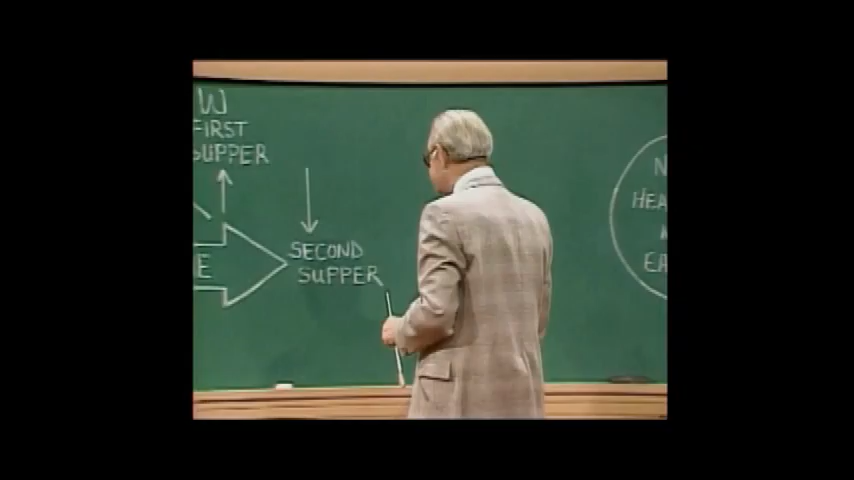 W
FIRST
SUPPER
E
SECOND
SUPPER
N
HEA
EA